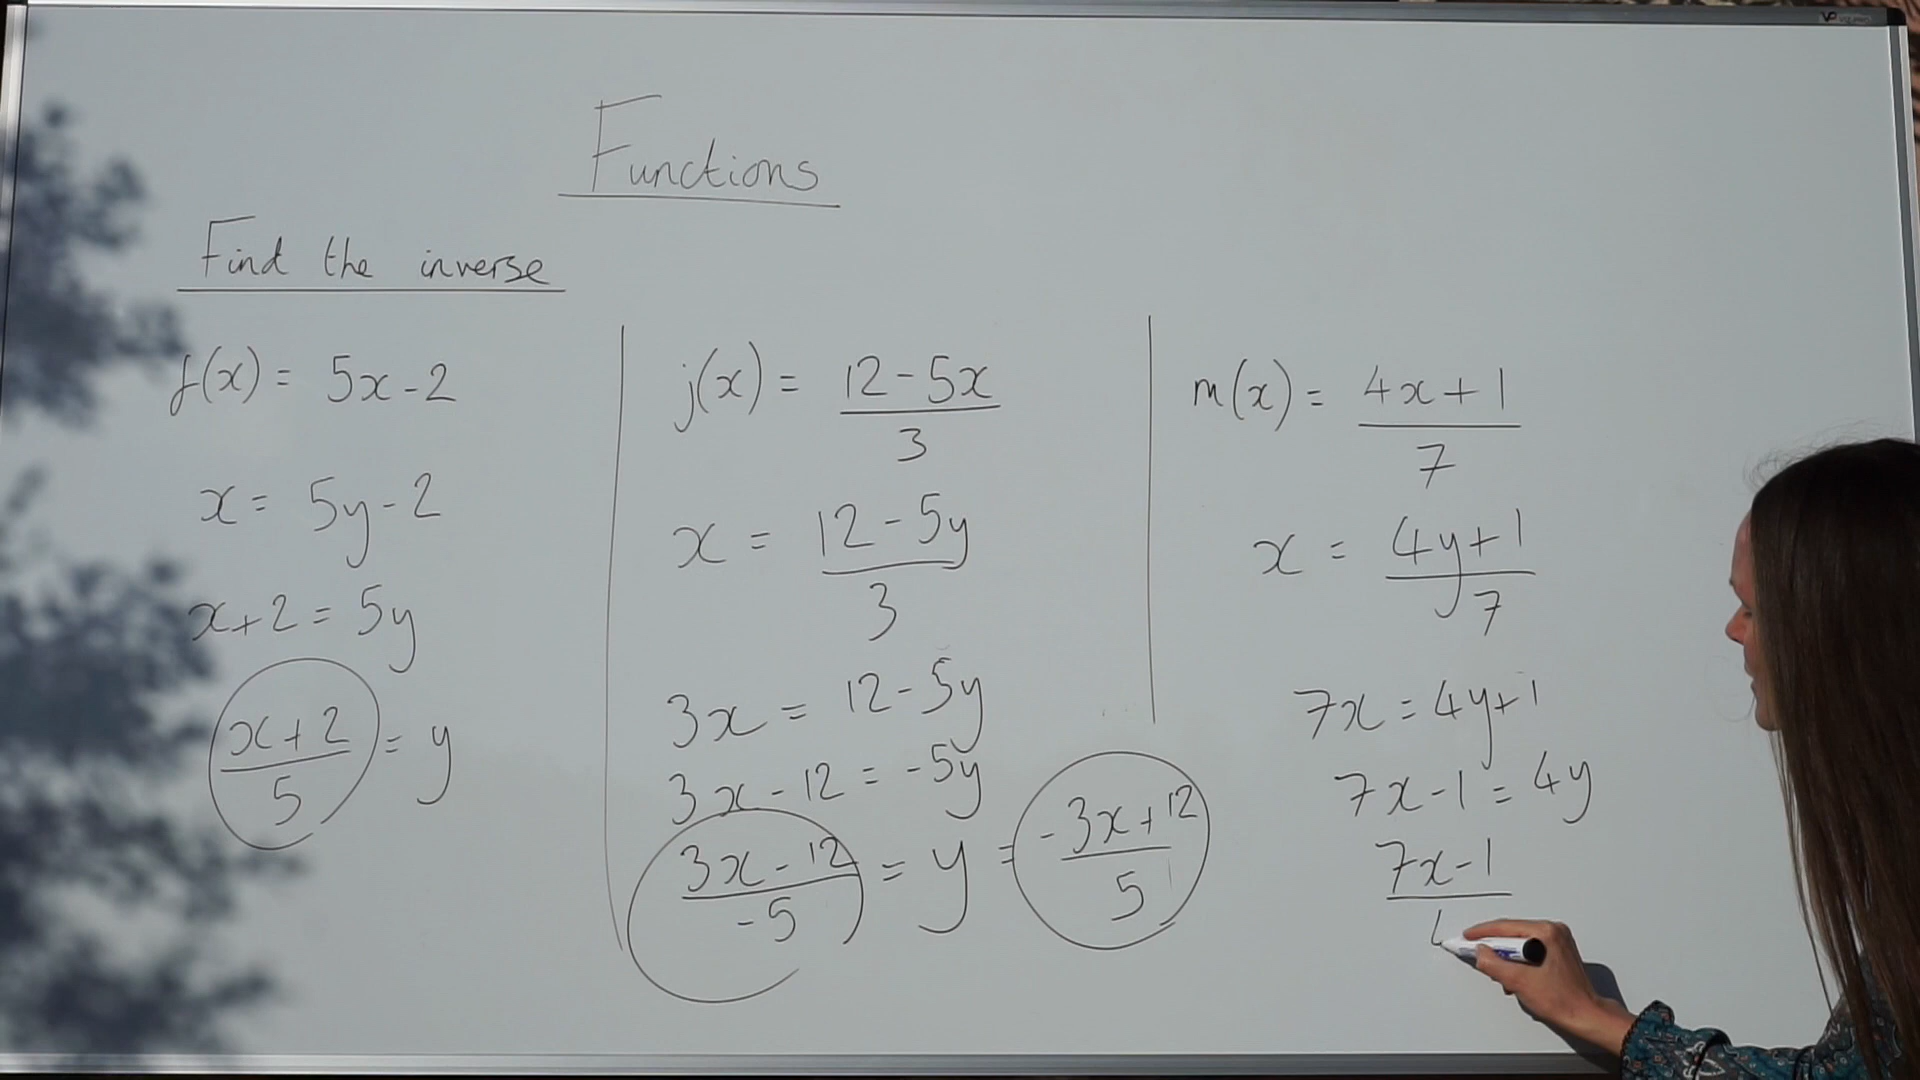 Functions
Find the inverse
f(x) = 5x - 2
x = 5y - 2
x + 2 = 5y
x + 2 / 5 = y
j(x) = 12 - 5x / 3
x = 12 - 5y / 3
3x = 12 - 5y
3x - 12 = -5y
3x - 12 / -5 = y = -3x + 12 / 5
m(x) = 4x + 1 / 7
x = 4y + 1 / 7
7x = 4y + 1
7x - 1 = 4y
7x - 1